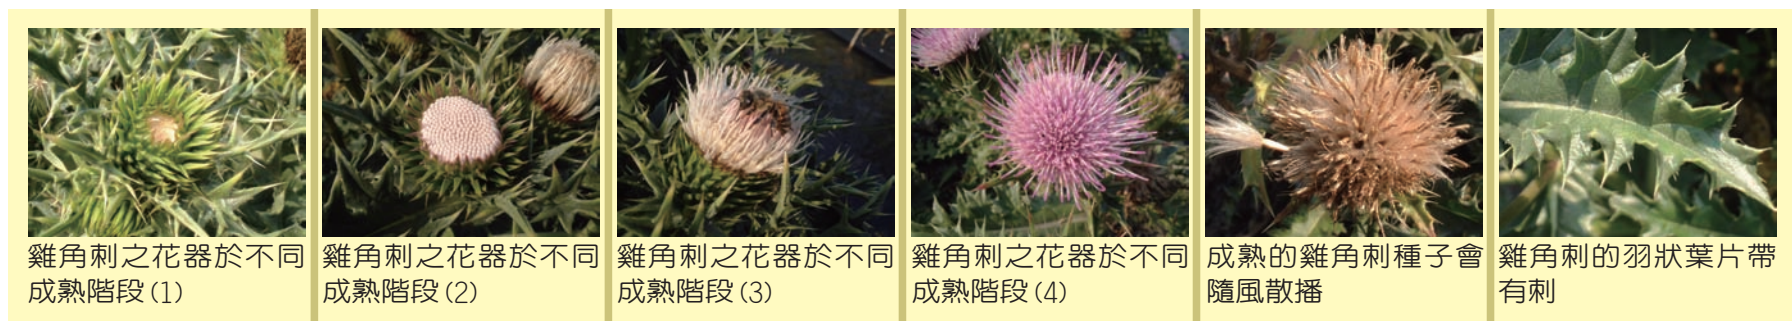 雞角刺之花器於不同
成熟階段(1)
雞角刺之花器於不同
成熟階段(2)
雞角刺之花器於不同
成熟階段(3)
雞角刺之花器於不同
成熟階段(4)
成熟的雞角刺種子會
隨風散播
雞角刺的羽狀葉片帶
有刺